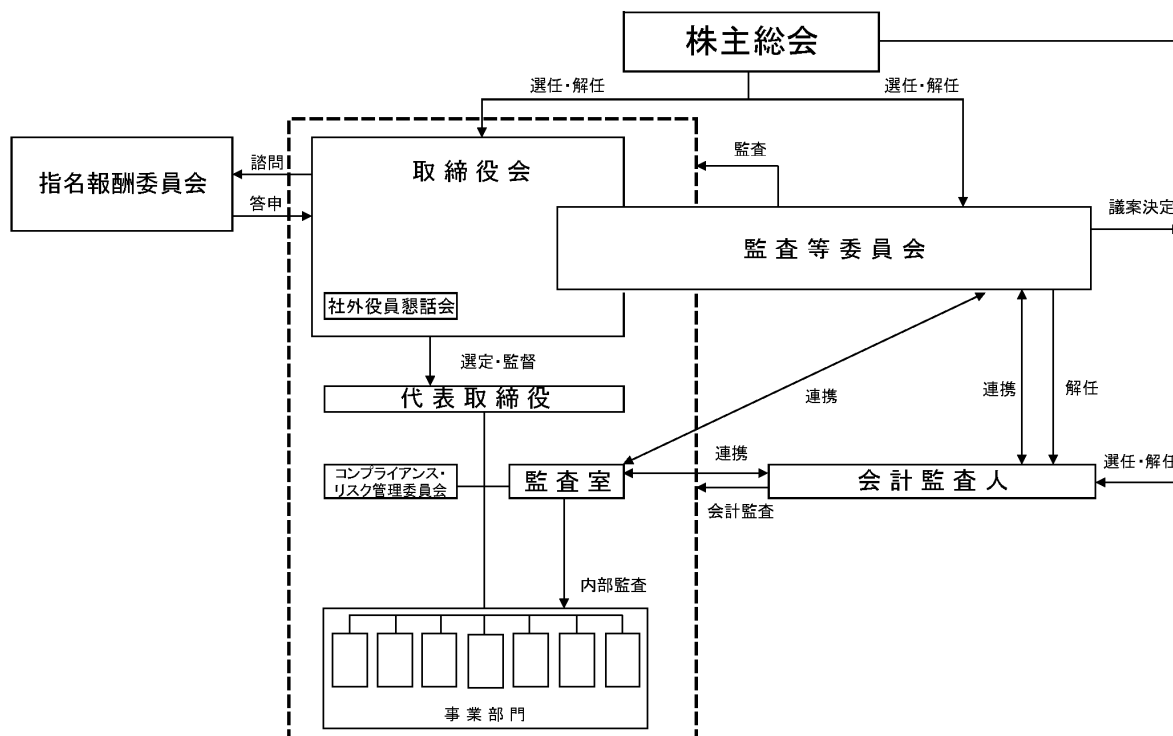 株主総会
選任・解任
選任・解任
指名報酬委員会
諮問
答申
取締役会
監査
監査等委員会
議案決定
社外役員懇話会
選定・監督
代表取締役
連携
連携
解任
コンプライアンス・
リスク管理委員会
監査室
連携
会計監査人
選任・解任
会計監査
内部監査
事業部門